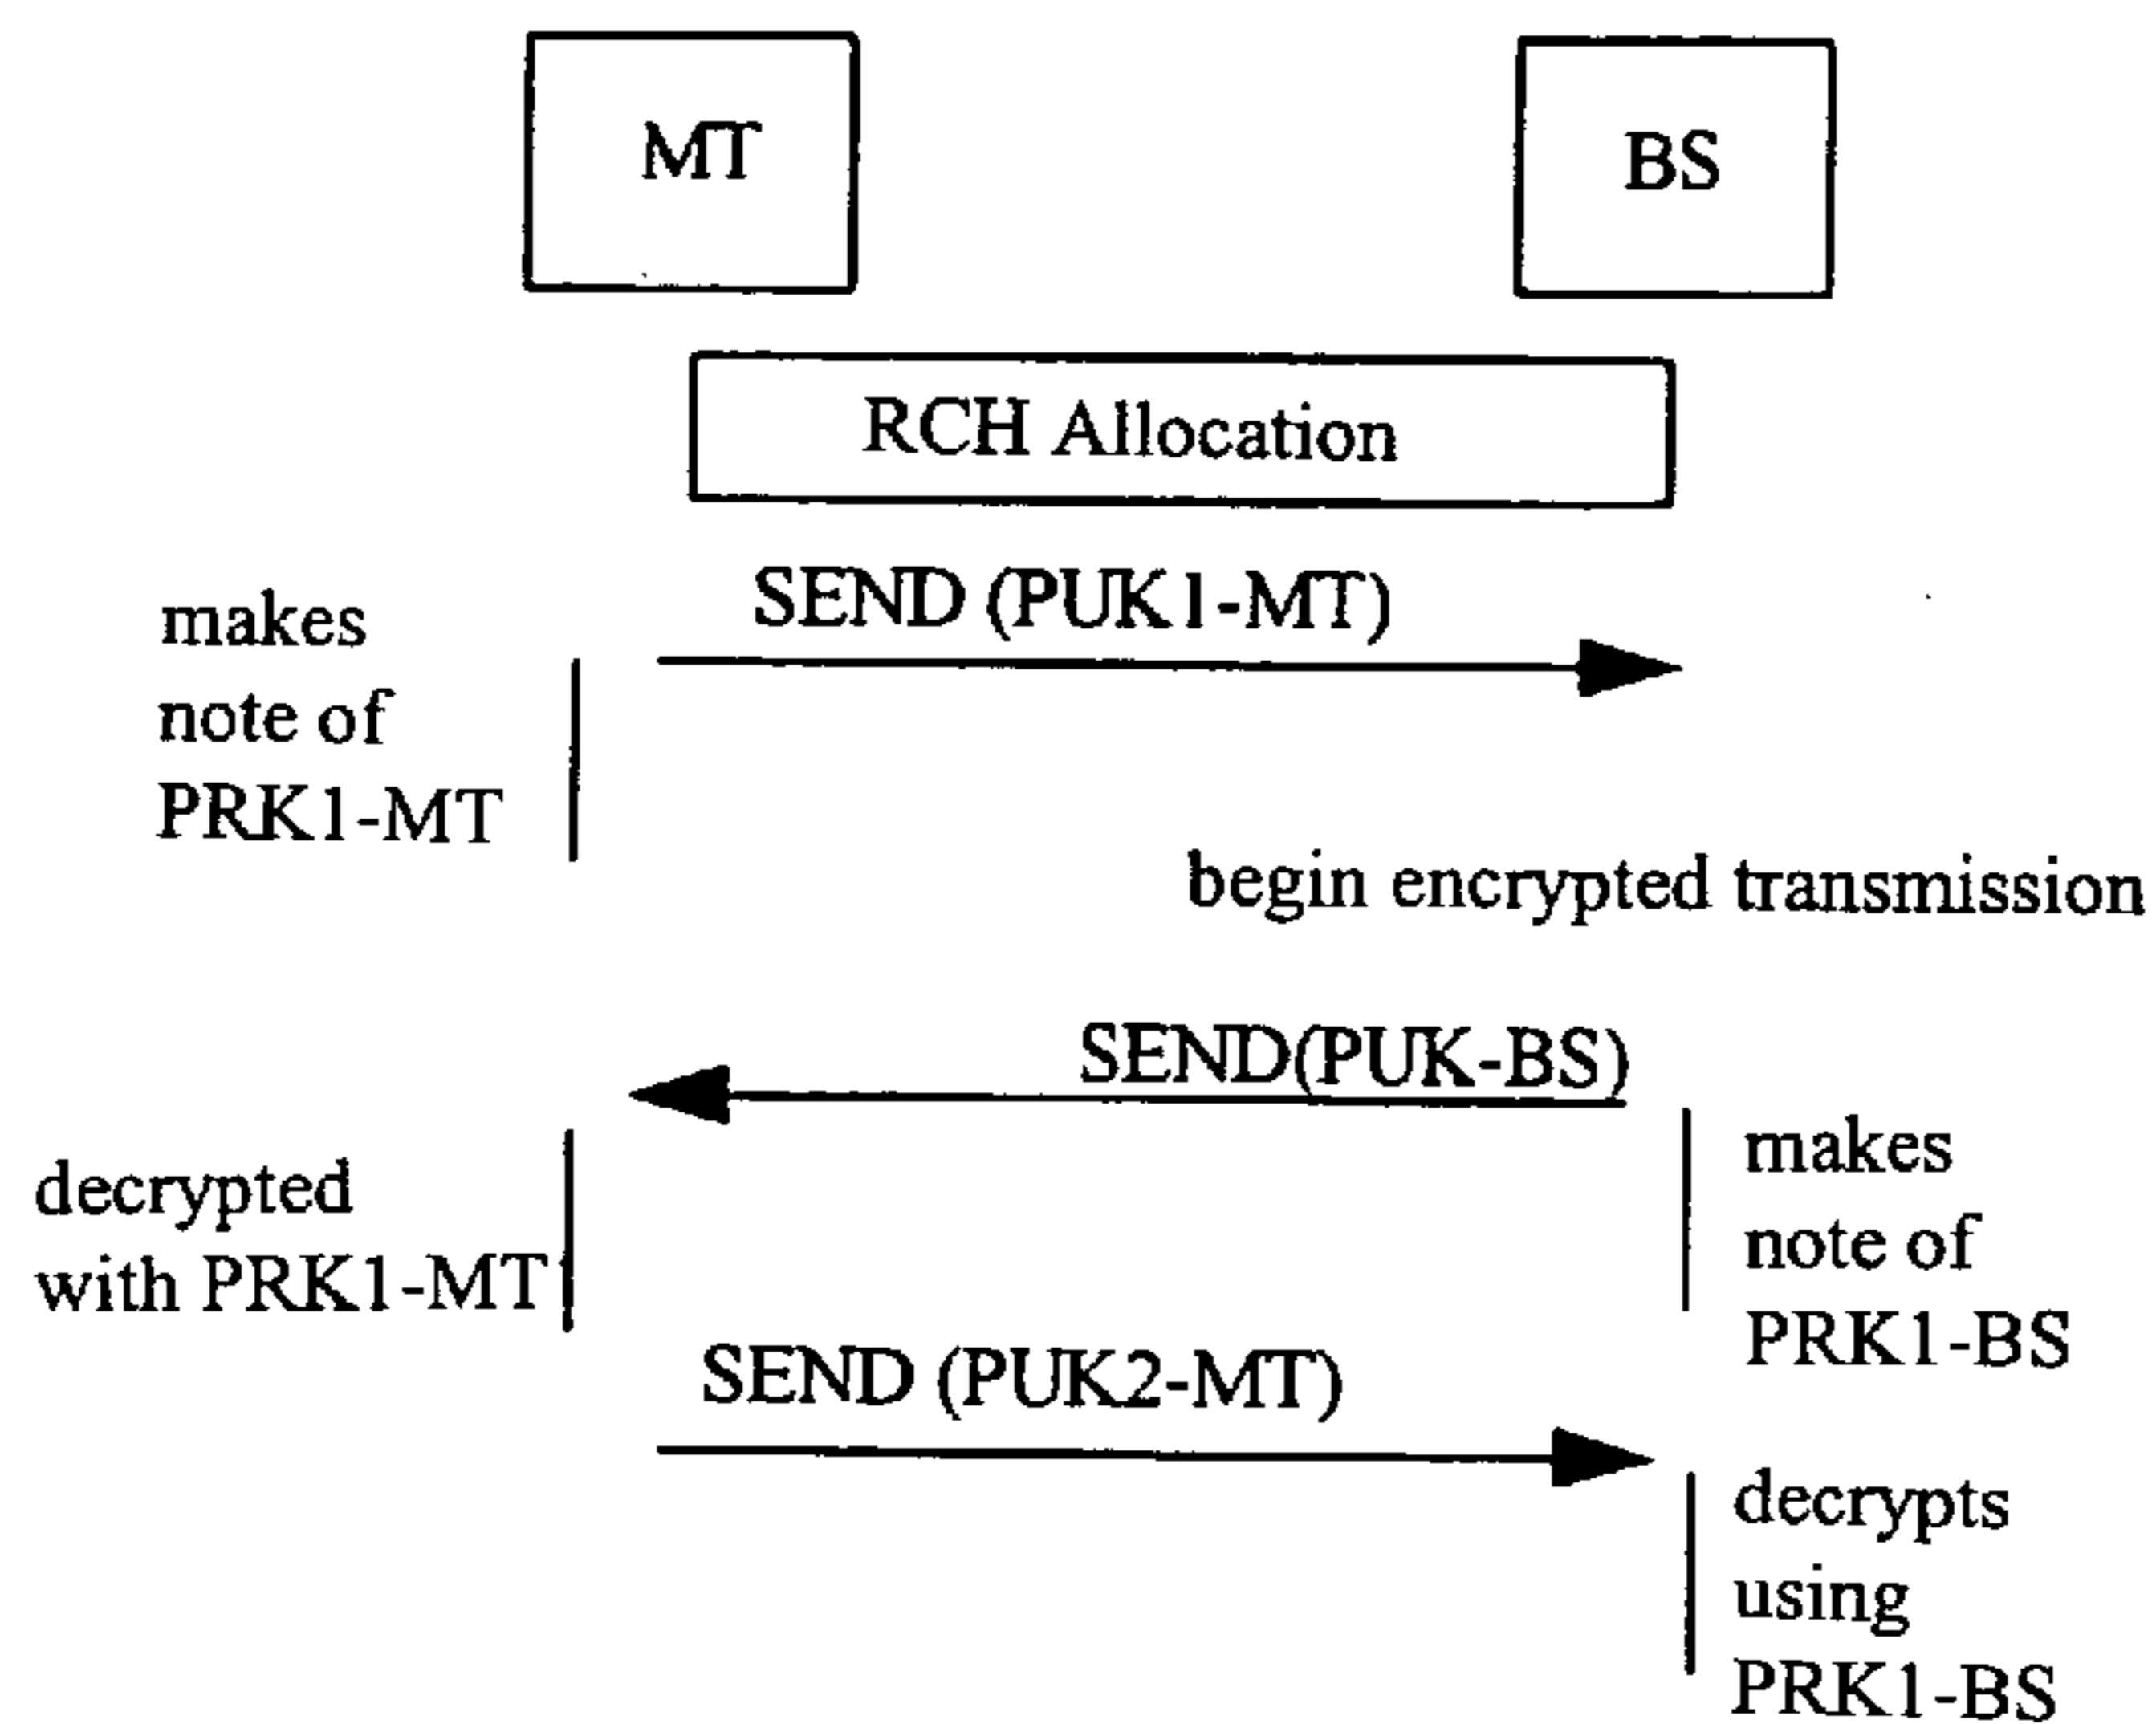 MT
BS
RCH Allocation
SEND (PUK1-MT)
makes
note of
PRK1-MT
begin encrypted transmission
SEND(PUK-BS)
decrypted
with PRK1-MT
makes
note of
PRK1-BS
SEND (PUK2-MT)
decrypts
using
PRK1-BS